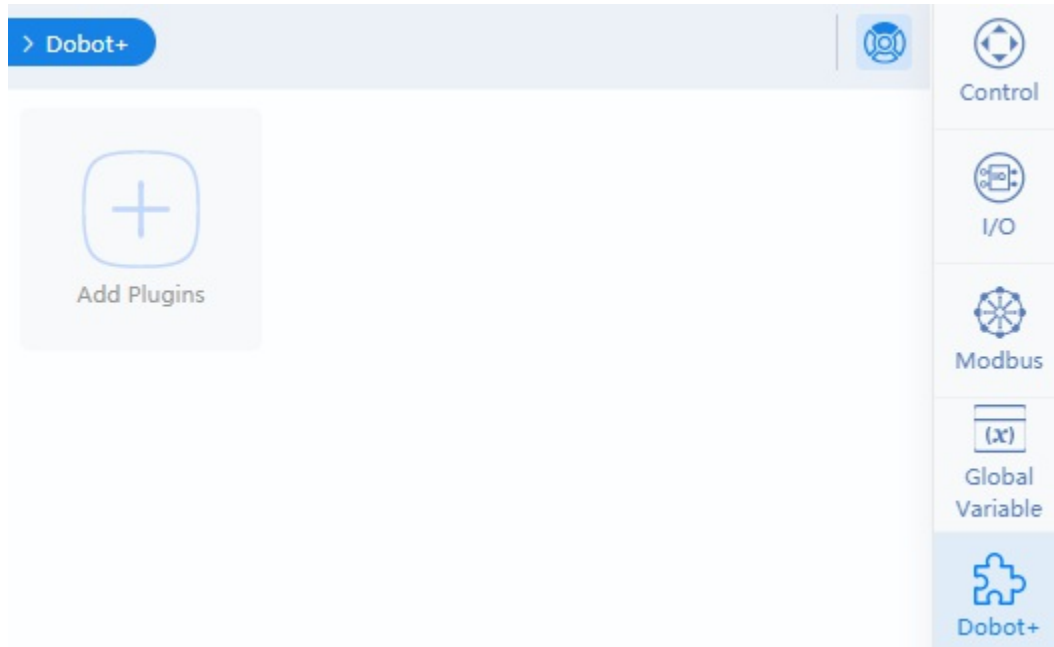 > Dobot+
Add Plugins
Control
I/O
Modbus
(x)
Global
Variable
Dobot+